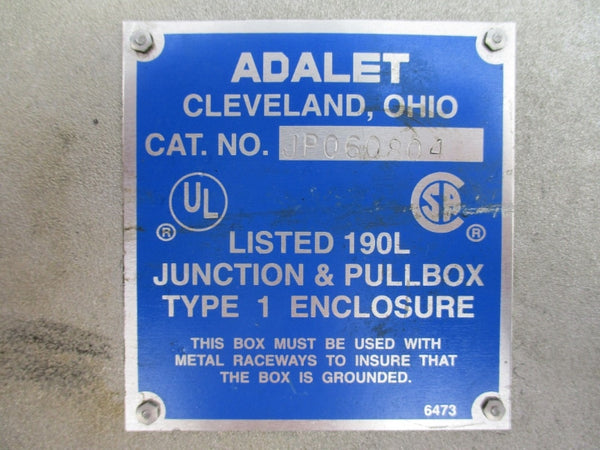 ADALET
CLEVELAND, OHIO
CAT. NO. JP060804
UL
SA
® ®
LISTED 190L
JUNCTION & PULLBOX
TYPE 1 ENCLOSURE
THIS BOX MUST BE USED WITH
METAL RACEWAYS TO INSURE THAT
THE BOX IS GROUNDED.
6473